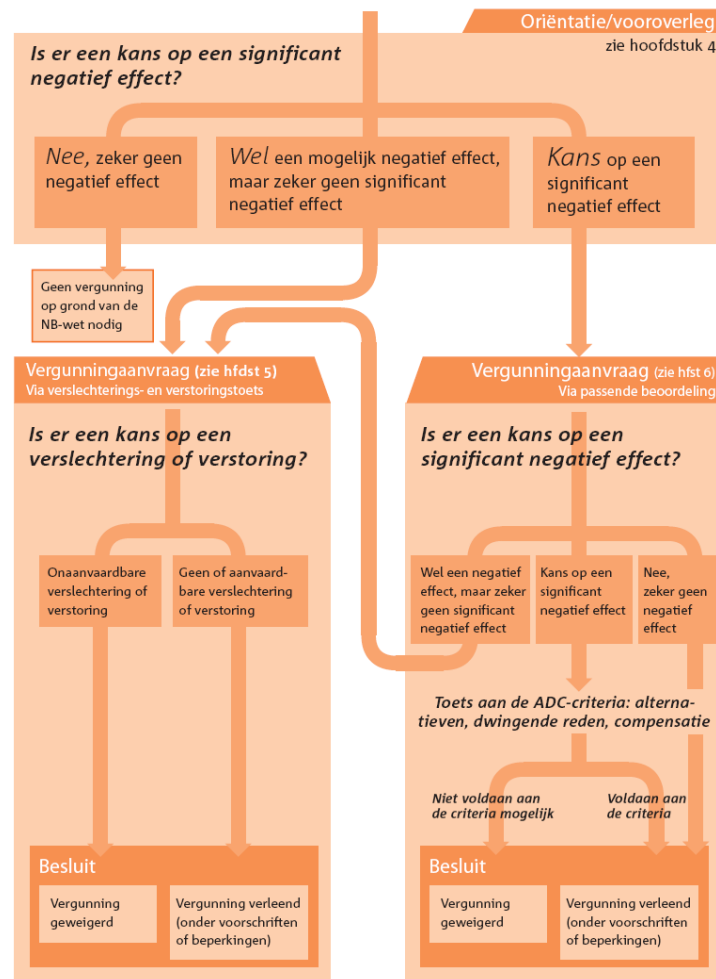 Oriëntatie/vooroverleg
zie hoofdstuk 4
Is er een kans op een significant
negatief effect?
Nee, zeker geen
negatief effect
Wel een mogelijk negatief effect,
maar zeker geen significant
negatief effect
Kans op een
significant
negatief effect
Geen vergunning
op grond van de
NB-wet nodig
Vergunningaanvraag (zie hfdst 5)
Via verslechterings- en verstoringstoets
Is er een kans op een
verslechtering of verstoring?
Onaanvaardbare
verslechtering of
verstoring
Geen of aanvaard-
bare verslechtering
of verstoring
Besluit
Vergunning
geweigerd
Vergunning verleend
(onder voorschriften
of beperkingen)
Vergunningaanvraag (zie hfst 6)
Via passende beoordeling
Is er een kans op een
significant negatief effect?
Wel een negatief
effect, maar zeker
geen significant
negatief effect
Kans op een
significant
negatief effect
Nee,
zeker geen
negatief
effect
Toets aan de ADC-criteria: alterna-
tieven, dwingende reden, compensatie
Niet voldaan aan
de criteria mogelijk
Voldaan aan
de criteria
Besluit
Vergunning
geweigerd
Vergunning verleend
(onder voorschriften
of beperkingen)